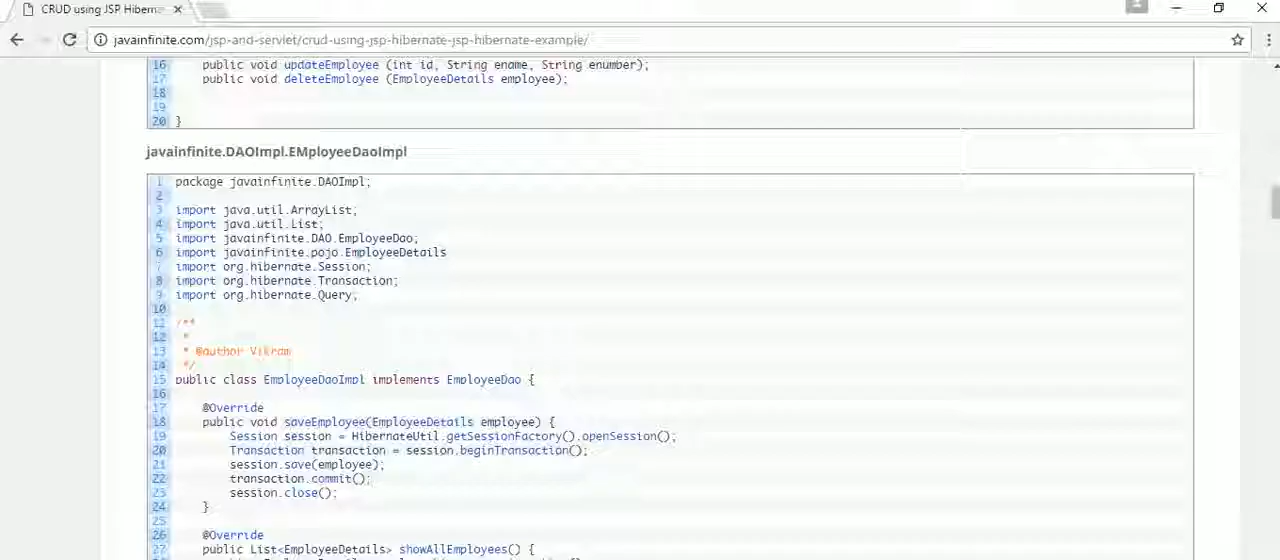 CRUD using JSP Hibern
javainfinite.com/jsp-and-servlet/crud-using-jsp-hibernate-jsp-hibernate-example/
16 public void updateEmployee (int id, String ename, String enumber);
17 public void deleteEmployee (EmployeeDetails employee);
18
19
20 }
javainfinite.DAOImpl.EMployeeDaoImpl
1 package javainfinite.DAOImpl;
2
3 import java.util.ArrayList;
4 import java.util.List;
5 import javainfinite.DAO.EmployeeDao;
6 import javainfinite.pojo.EmployeeDetails
7 import org.hibernate.Session;
8 import org.hibernate.Transaction;
9 import org.hibernate.Query;
10
11 /**
12 *
13 * @author Vikram
14 */
15 public class EmployeeDaoImpl implements EmployeeDao {
16
17 @Override
18 public void saveEmployee(EmployeeDetails employee) {
19 Session session = HibernateUtil.getSessionFactory().openSession();
20 Transaction transaction = session.beginTransaction();
21 session.save(employee);
22 transaction.commit();
23 session.close();
24 }
25
26 @Override
27 public List<EmployeeDetails> showAllEmployees() {